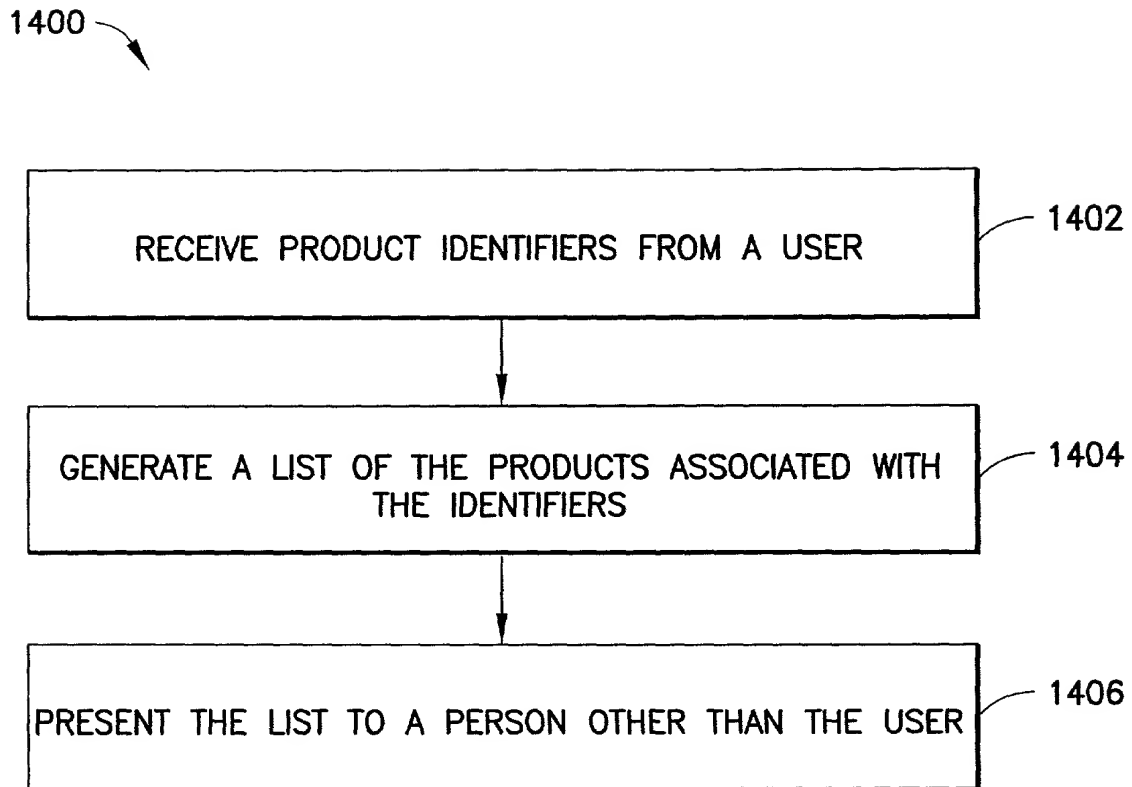 1400
RECEIVE PRODUCT IDENTIFIERS FROM A USER
1402
GENERATE A LIST OF THE PRODUCTS ASSOCIATED WITH
THE IDENTIFIERS
1404
PRESENT THE LIST TO A PERSON OTHER THAN THE USER
1406